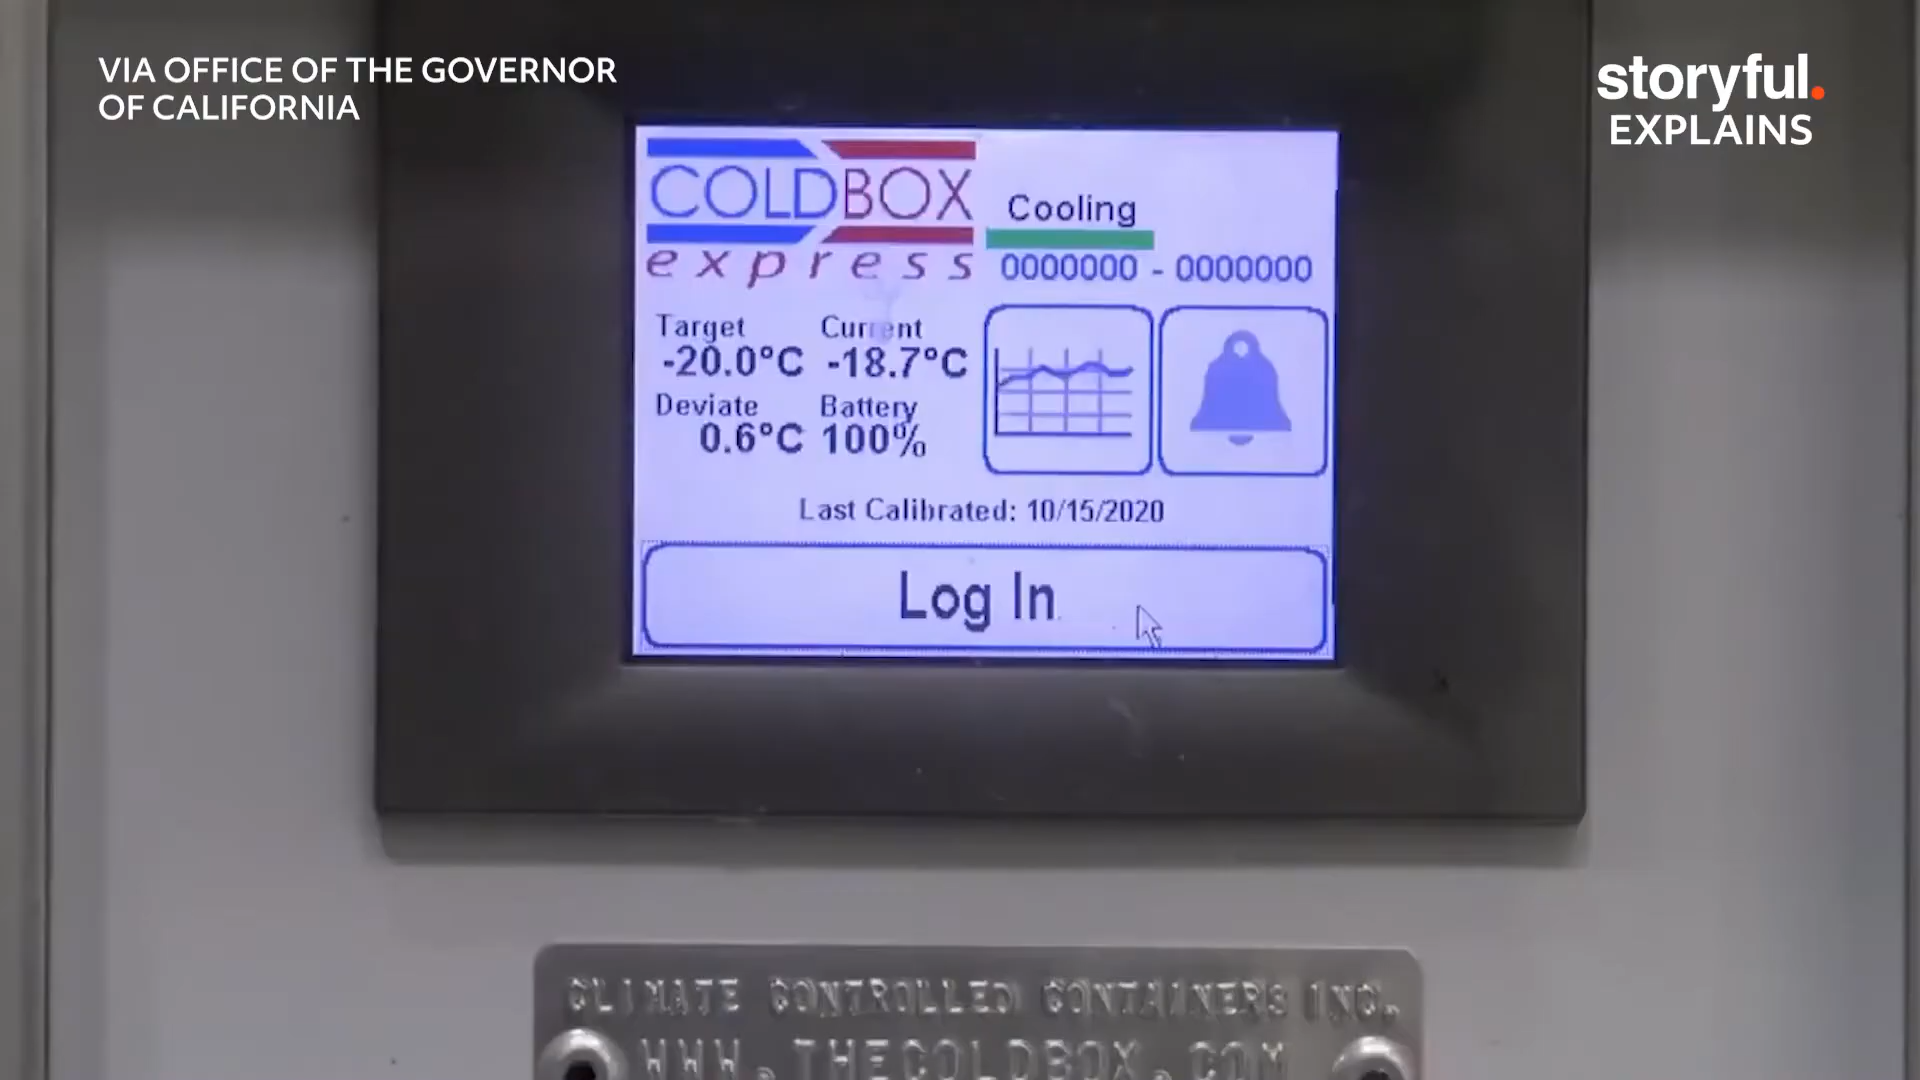 VIA OFFICE OF THE GOVERNOR
OF CALIFORNIA
storyful.
EXPLAINS
COLDBOX
express
Cooling
0000000 - 0000000
Target
Current
-20.0°C
-18.7°C
Deviate
Battery
0.6°C
100%
Last Calibrated: 10/15/2020
Log In
CLIMATE CONTROLLED CONTAINERS INC.
WWW.THECOLDBOX.COM